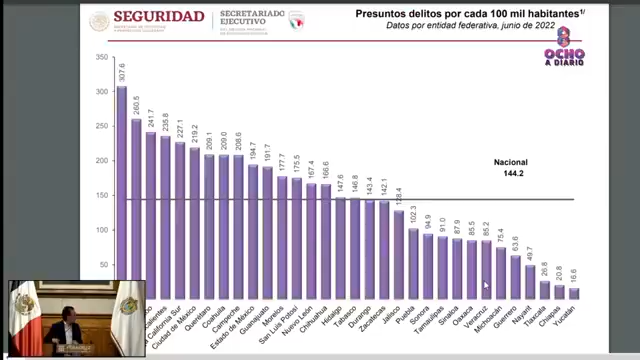 SEGURIDAD
SECRETARIADO
EJECUTIVO
Presuntos delitos por cada 100 mil habitantes1/
Datos por entidad federativa, junio de 2022
8
OCHO
A DIARIO
350
300
250
200
150
100
50
307.6
260.5
241.7
235.8
227.1
219.2
209.1
209.0
208.6
194.7
191.7
177.7
175.5
167.4
166.6
147.6
146.8
143.4
142.1
128.4
102.3
94.9
91.0
87.9
85.5
85.2
75.4
63.6
49.7
26.8
20.8
16.6
Nacional
144.2
calientes
California Sur
Ciudad de México
Querétaro
Coahuila
Campeche
Estado de México
Guanajuato
Morelos
San Luis Potosí
Nuevo León
Chihuahua
Hidalgo
Tabasco
Durango
Zacatecas
Jalisco
Puebla
Sonora
Tamaulipas
Sinaloa
Oaxaca
Veracruz
Michoacán
Guerrero
Nayarit
Tlaxcala
Chiapas
Yucatán